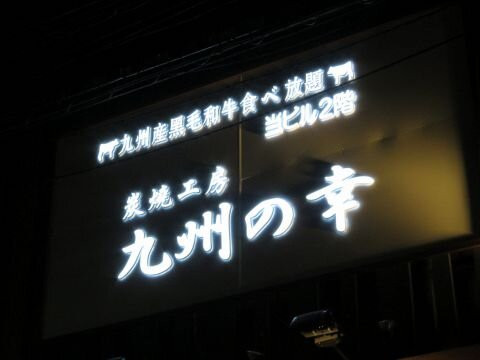 九州産黒毛和牛食べ放題
当ビル2階
炭焼工房
九州の幸